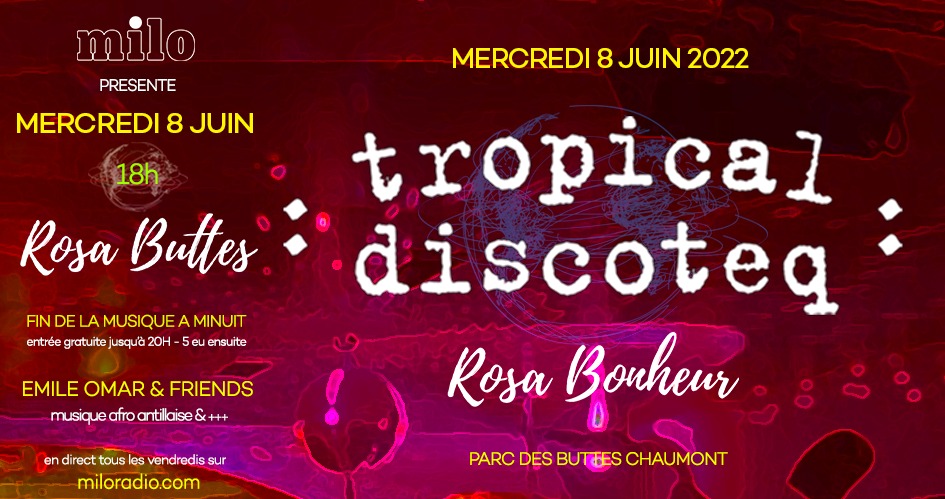 milo
PRESENTE
MERCREDI 8 JUIN
18h
Rosa Buttes
FIN DE LA MUSIQUE A MINUIT
entrée gratuite jusqu'à 20H - 5 eu ensuite
EMILE OMAR & FRIENDS
musique afro antillaise & +++
en direct tous les vendredis sur
miloradio.com
MERCREDI 8 JUIN 2022
: tropical
discoteq :
Rosa Bonheur
PARC DES BUTTES CHAUMONT